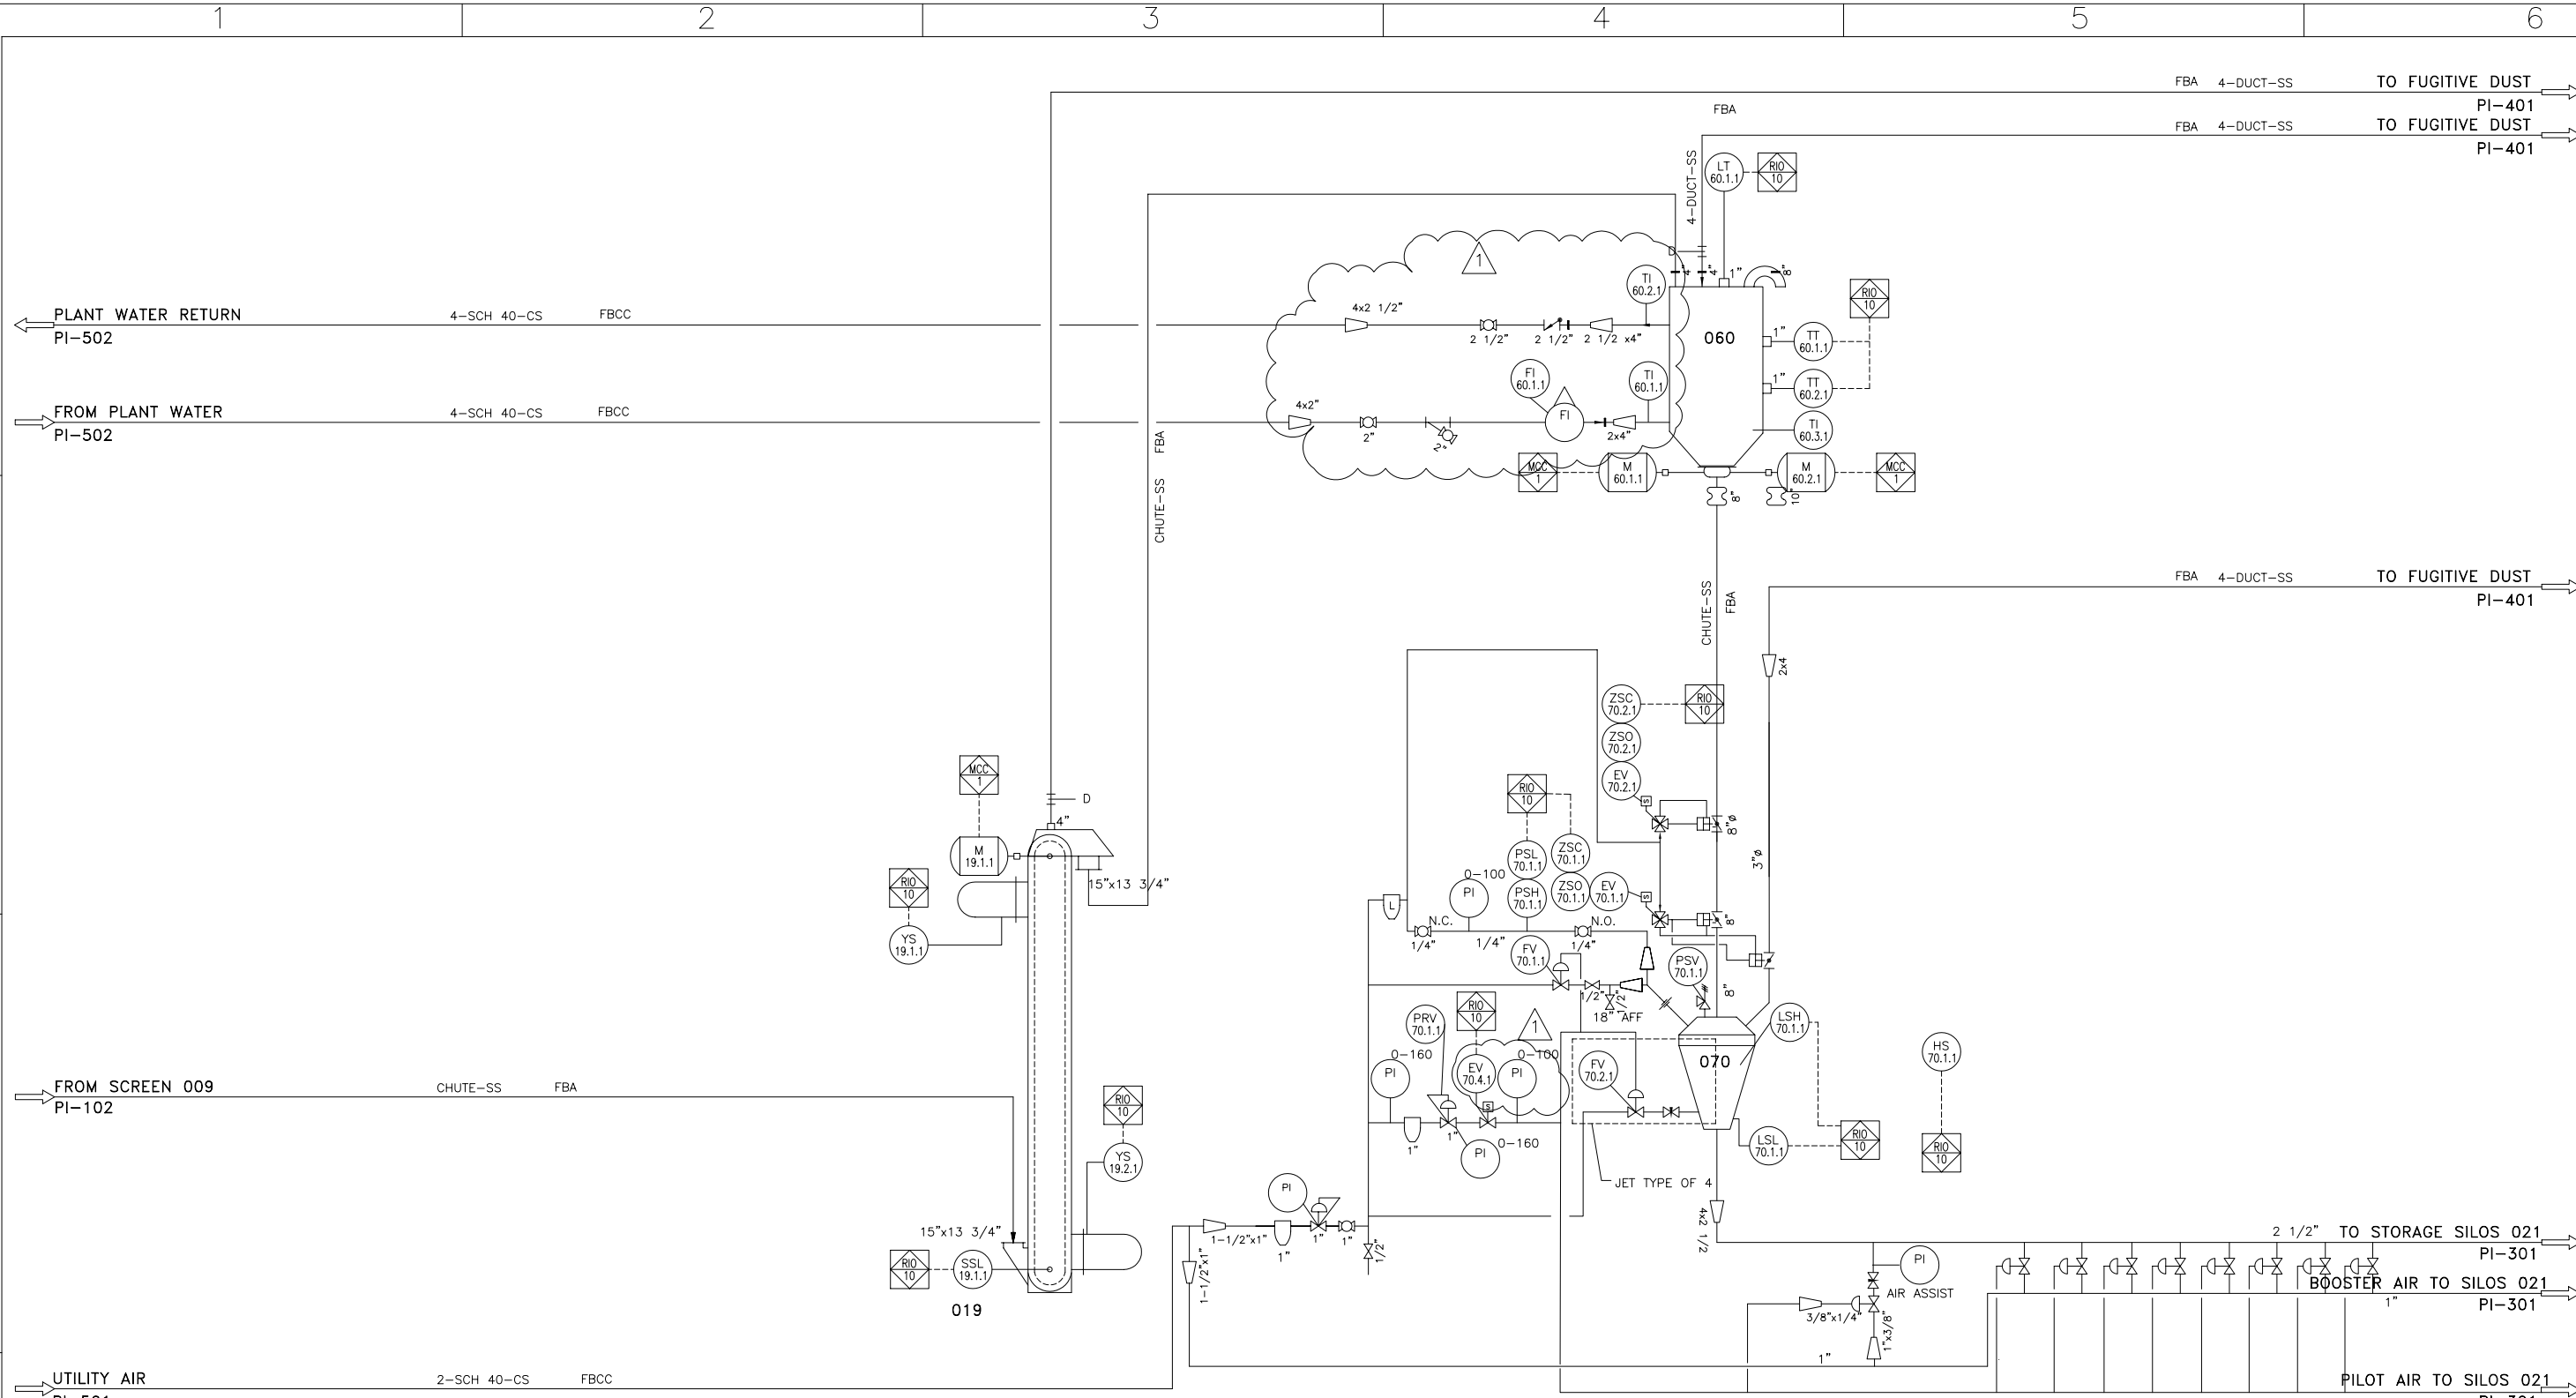 1 2 3 4 5 6
FBA 4-DUCT-SS TO FUGITIVE DUST
PI-401
FBA
FBA 4-DUCT-SS TO FUGITIVE DUST
PI-401
4-DUCT-SS
LT 60.1.1
RIO 10
D
4"
4"
1"
8"
1
PLANT WATER RETURN 4-SCH 40-CS FBCC
PI-502
4x2 1/2"
2 1/2"
2 1/2"
2 1/2 x4"
TI 60.2.1
060
RIO 10
1"
TT 60.1.1
1"
TT 60.2.1
TI 60.3.1
FROM PLANT WATER 4-SCH 40-CS FBCC
PI-502
4x2"
2"
2"
FI 60.1.1
FI
2x4"
TI 60.1.1
MCC 1
M 60.1.1
M 60.2.1
MCC 1
8"
10"
CHUTE-SS FBA
CHUTE-SS
FBA
FBA 4-DUCT-SS TO FUGITIVE DUST
PI-401
2x4
3"ø
ZSC 70.2.1
RIO 10
ZSO 70.2.1
EV 70.2.1
S
8"ø
MCC 1
D
4"
M 19.1.1
RIO 10
YS 19.1.1
15"x13 3/4"
RIO 10
PSL 70.1.1
ZSC 70.1.1
PSH 70.1.1
ZSO 70.1.1
EV 70.1.1
S
8"
0-100
PI
L
N.C.
1/4"
1/4"
N.O.
1/4"
FV 70.1.1
1/2"
1/2"
18" AFF
PSV 70.1.1
8"
PRV 70.1.1
RIO 10
1
0-160
PI
EV 70.4.1
0-100
PI
S
FV 70.2.1
070
LSH 70.1.1
HS 70.1.1
1"
1"
0-160
PI
LSL 70.1.1
RIO 10
RIO 10
JET TYPE OF 4
FROM SCREEN 009 CHUTE-SS FBA
PI-102
RIO 10
YS 19.2.1
15"x13 3/4"
RIO 10
SSL 19.1.1
019
PI
1-1/2"x1"
1"
1"
1"
1/2"
1-1/2"x1"
4x2 1/2
2 1/2" TO STORAGE SILOS 021
PI-301
PI
AIR ASSIST
BOOSTER AIR TO SILOS 021
1" PI-301
3/8"x1/4"
1"x3/8"
1"
UTILITY AIR 2-SCH 40-CS FBCC
PILOT AIR TO SILOS 021